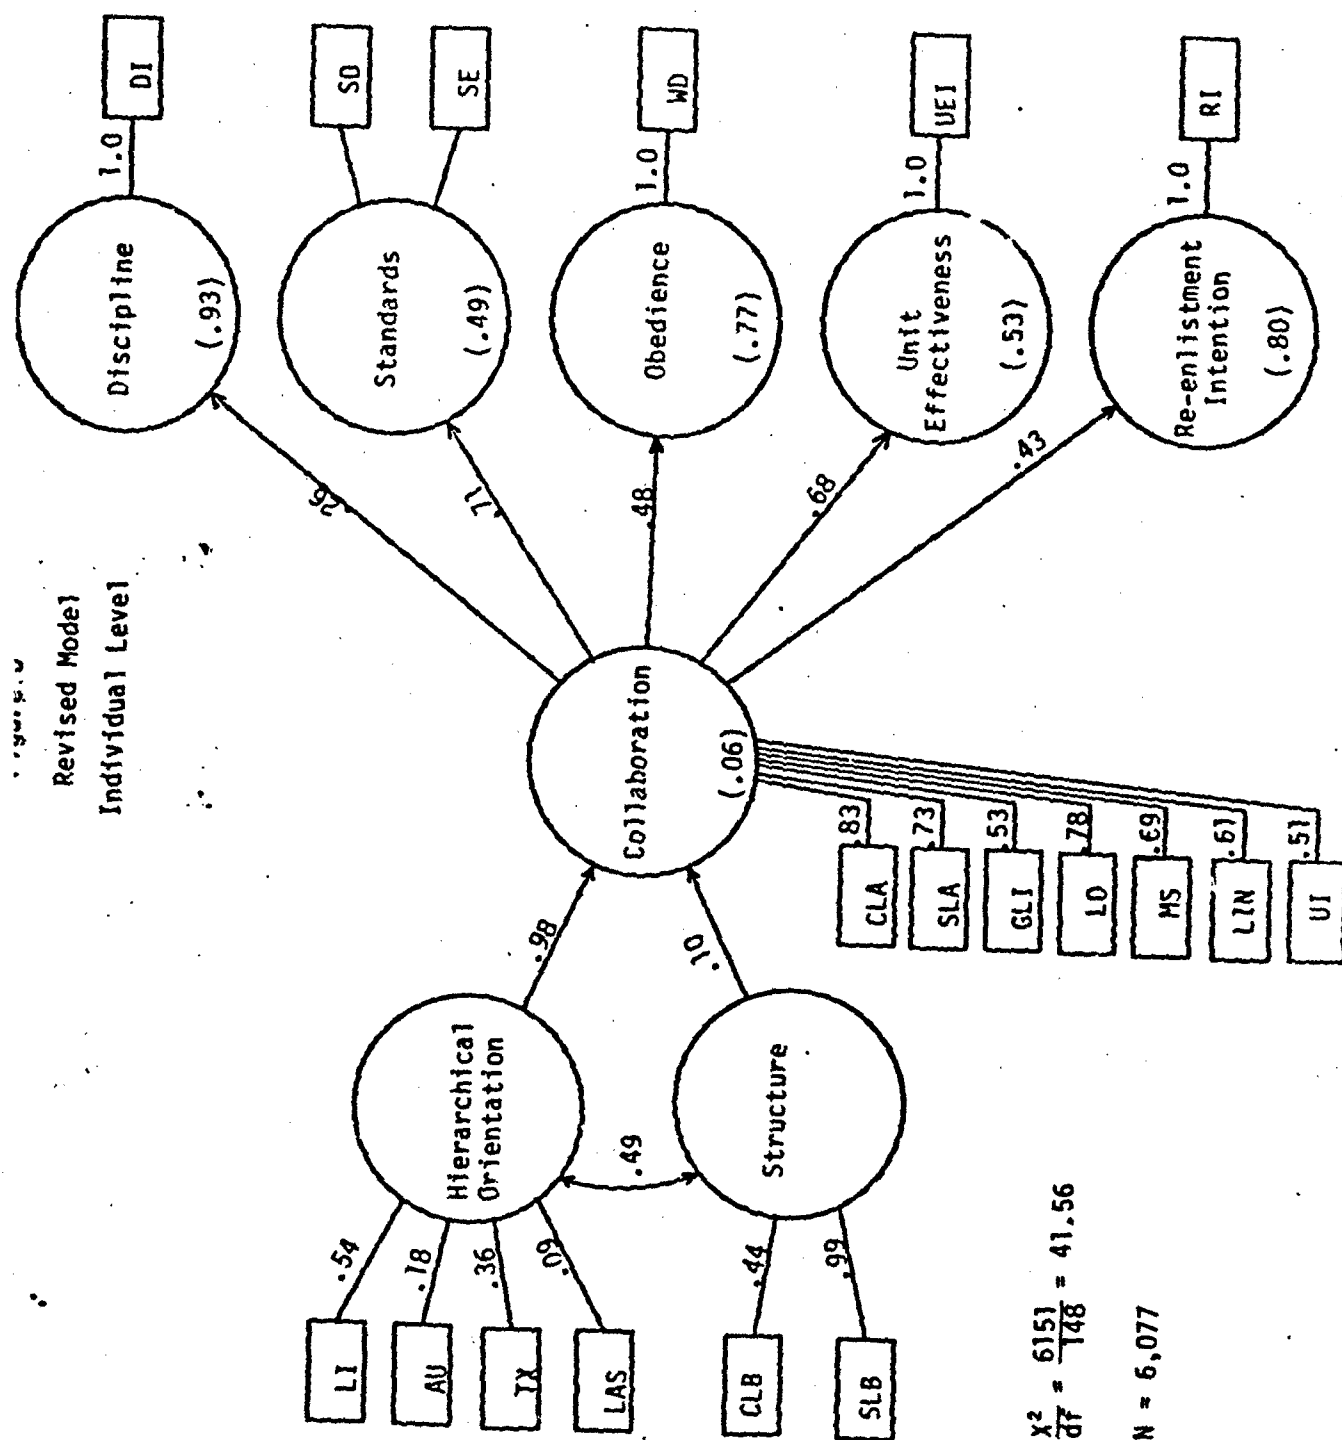 Revised Model
Individual Level
LI
.54
AU
.18
TX
.36
LAS
.09
Hierarchical
Orientation
.49
CLB
.44
SLB
.99
Structure
.98
.10
Collaboration
(.06)
.83
CLA
.73
SLA
.53
GLI
.78
LO
.69
MS
.61
LIN
.51
UI
.26
Discipline
(.93)
1.0
DI
.71
Standards
(.49)
SD
SE
.48
Obedience
(.77)
1.0
WD
.68
Unit
Effectiveness
(.53)
1.0
UEI
.43
Re-enlistment
Intention
(.80)
1.0
RI
X²/df = 6151/148 = 41.56
N = 6,077